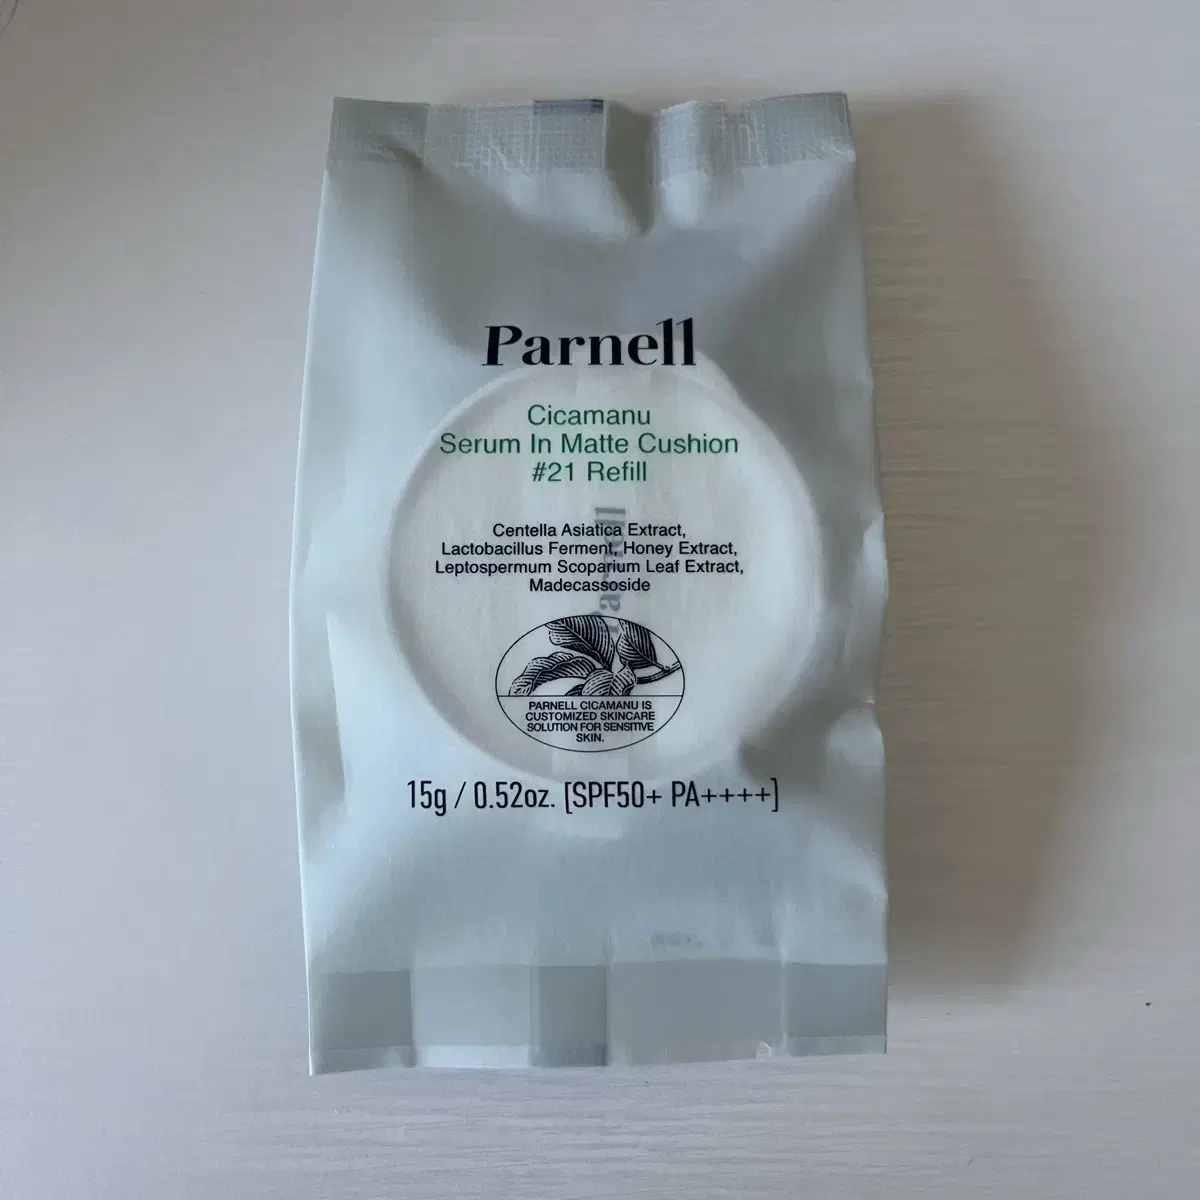 Parnell
Cicamanu
Serum In Matte Cushion
#21 Refill
Centella Asiatica Extract,
Lactobacillus Ferment, Honey Extract,
Leptospermum Scoparium Leaf Extract,
Madecassoside
Parnell
PARNELL CICAMANU IS
CUSTOMIZED SKINCARE
SOLUTION FOR SENSITIVE
SKIN.
15g / 0.52oz. [SPF50+ PA++++]